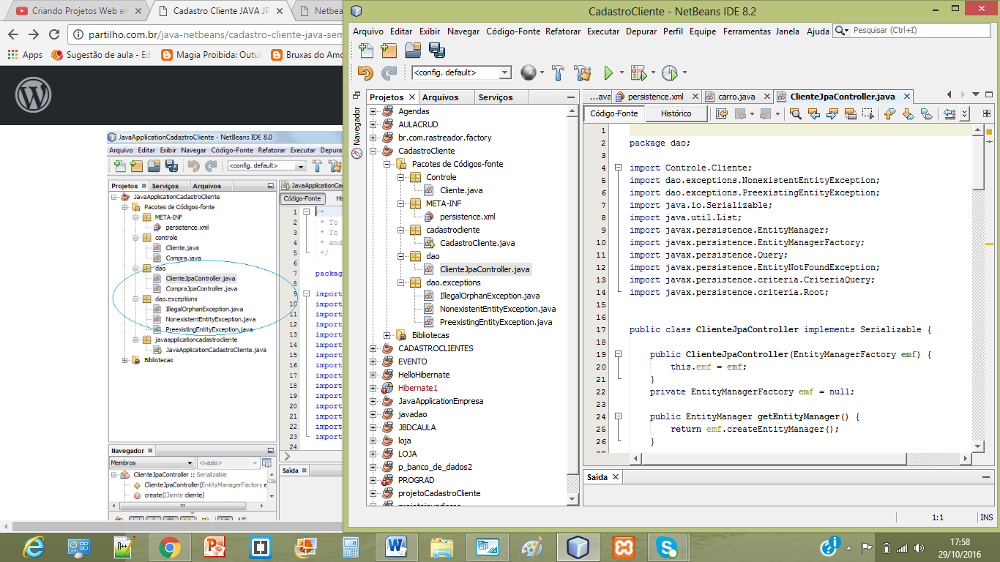 Criando Projetos Web en
Cadastro Cliente JAVA JP
Netbean
partilho.com.br/java-netbeans/cadastro-cliente-java-sem
Apps
Sugestão de aula - Ed
Magia Proibida: Outu
Bruxas do Amo
JavaApplicationCadastroCliente - NetBeans IDE 8.0
Arquivo Editar Exibir Navegar Código-Fonte Refatorar Executar Depura
<config. default>
Projetos
Serviços
Arquivos
JavaApplicationCa
Código-Fonte
His
JavaApplicationCadastroCliente
Pacotes de Códigos-fonte
META-INF
persistence.xml
controle
Cliente.java
Compra.java
dao
ClienteJpaController.java
CompraJpaController.java
dao.exceptions
IllegalOrphanException.java
NonexistentEntityException.java
PreexistingEntityException.java
javaapplicationcadastrocliente
JavaApplicationCadastroCliente.java
Bibliotecas
1 /*
2 * To
3 * To
4 * and
5 */
6
7 packag
8
9 import
10 import
11 import
12 import
13 import
14 import
15 import
16 import
17 import
18 import
19 import
20 import
21 import
22 import
23 import
24
Navegador
Membros
<vazio>
ClienteJpaController :: Serializable
ClienteJpaController(EntityManagerFactory e
create(Cliente cliente)
Saída
CadastroCliente - NetBeans IDE 8.2
Arquivo Editar Exibir Navegar Código-Fonte Refatorar Executar Depurar Perfil Equipe Ferramentas Janela Ajuda
Pesquisar (Ctrl+I)
<config. default>
Navegador
Projetos
Arquivos
Serviços
Agendas
AULACRUD
br.com.rastreador.factory
CadastroCliente
Pacotes de Códigos-fonte
Controle
Cliente.java
META-INF
persistence.xml
cadastrocliente
CadastroCliente.java
dao
ClienteJpaController.java
dao.exceptions
IllegalOrphanException.java
NonexistentEntityException.java
PreexistingEntityException.java
Bibliotecas
CADASTROCLIENTES
EVENTO
HelloHibernate
Hibernate1
JavaApplicationEmpresa
javadao
JBDCAULA
loja
LOJA
p_banco_de_dados2
PROGRAD
projetoCadastroCliente
...ava
persistence.xml
carro.java
ClienteJpaController.java
Código-Fonte
Histórico
1
2 package dao;
3
4 import Controle.Cliente;
5 import dao.exceptions.NonexistentEntityException;
6 import dao.exceptions.PreexistingEntityException;
7 import java.io.Serializable;
8 import java.util.List;
9 import javax.persistence.EntityManager;
10 import javax.persistence.EntityManagerFactory;
11 import javax.persistence.Query;
12 import javax.persistence.EntityNotFoundException;
13 import javax.persistence.criteria.CriteriaQuery;
14 import javax.persistence.criteria.Root;
15
16
17 public class ClienteJpaController implements Serializable {
18
19 public ClienteJpaController(EntityManagerFactory emf) {
20 this.emf = emf;
21 }
22 private EntityManagerFactory emf = null;
23
24 public EntityManager getEntityManager() {
25 return emf.createEntityManager();
26 }
Saída
1:1
INS
17:58
29/10/2016